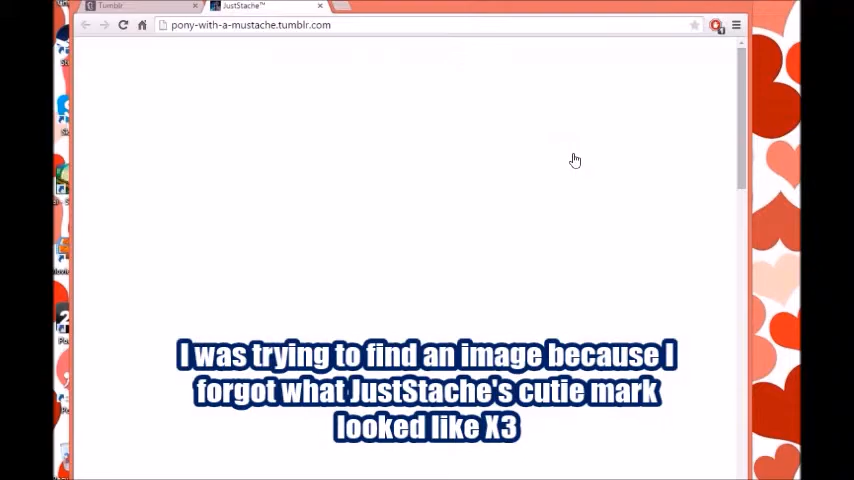 Tumblr
JustStache™
pony-with-a-mustache.tumblr.com
I was trying to find an image because I
forgot what JustStache's cutie mark
looked like X3